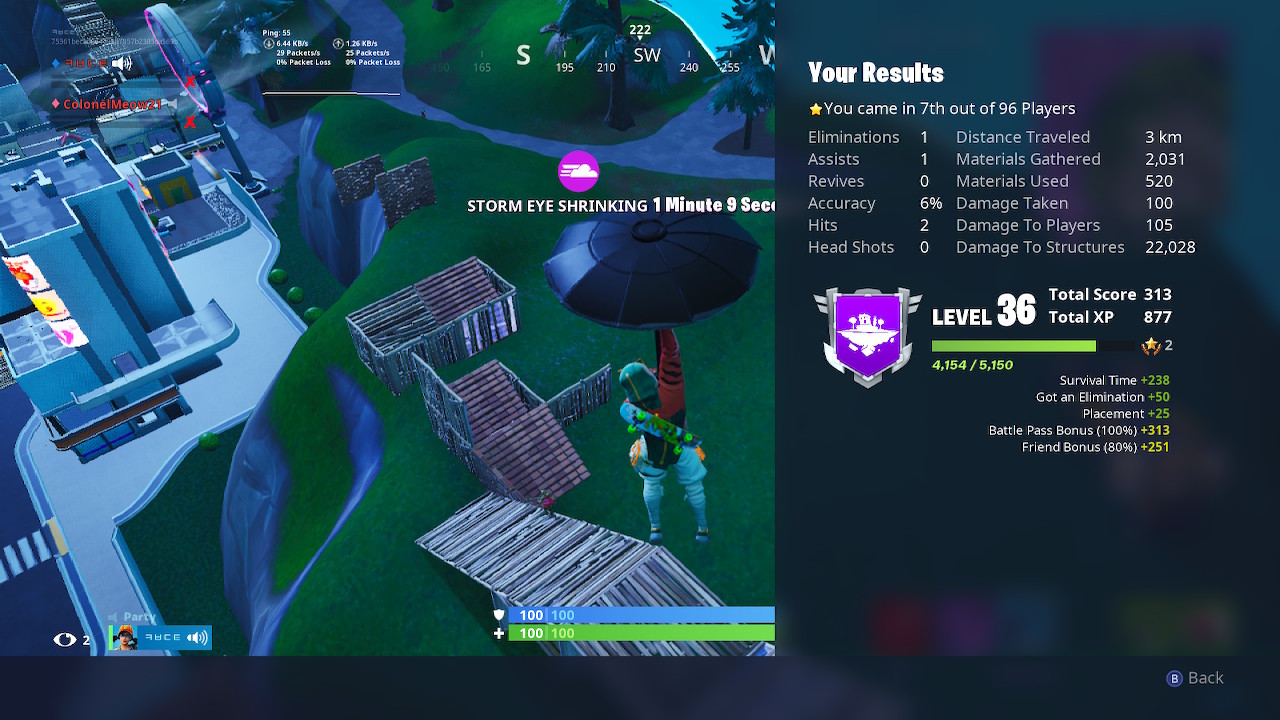 Ping: 55
6.44 KB/s 1.26 KB/s
29 Packets/s 25 Packets/s
0% Packet Loss 0% Packet Loss
222
165 S 195 210 SW 240 255 W
ColonelMeow21
STORM EYE SHRINKING 1 Minute 9 Seco
100 100
100 100
2
Party
Your Results
You came in 7th out of 96 Players
Eliminations 1 Distance Traveled 3 km
Assists 1 Materials Gathered 2,031
Revives 0 Materials Used 520
Accuracy 6% Damage Taken 100
Hits 2 Damage To Players 105
Head Shots 0 Damage To Structures 22,028
LEVEL 36
Total Score 313
Total XP 877
2
4,154 / 5,150
Survival Time +238
Got an Elimination +50
Placement +25
Battle Pass Bonus (100%) +313
Friend Bonus (80%) +251
B Back